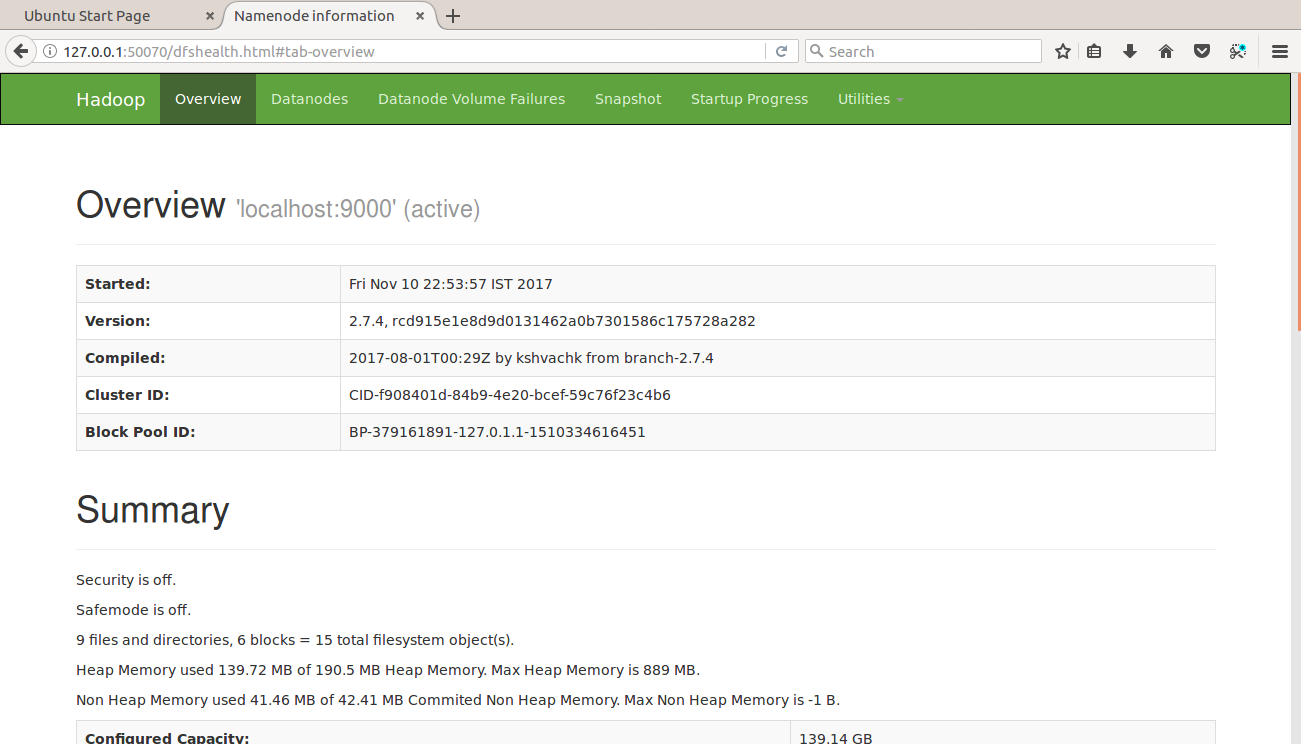 Ubuntu Start Page
Namenode information
127.0.0.1:50070/dfshealth.html#tab-overview
Search
Hadoop Overview Datanodes Datanode Volume Failures Snapshot Startup Progress Utilities
Overview 'localhost:9000' (active)
Started: Fri Nov 10 22:53:57 IST 2017
Version: 2.7.4, rcd915e1e8d9d0131462a0b7301586c175728a282
Compiled: 2017-08-01T00:29Z by kshvachk from branch-2.7.4
Cluster ID: CID-f908401d-84b9-4e20-bcef-59c76f23c4b6
Block Pool ID: BP-379161891-127.0.1.1-1510334616451
Summary
Security is off.
Safemode is off.
9 files and directories, 6 blocks = 15 total filesystem object(s).
Heap Memory used 139.72 MB of 190.5 MB Heap Memory. Max Heap Memory is 889 MB.
Non Heap Memory used 41.46 MB of 42.41 MB Commited Non Heap Memory. Max Non Heap Memory is -1 B.
Configured Capacity: 139.14 GB